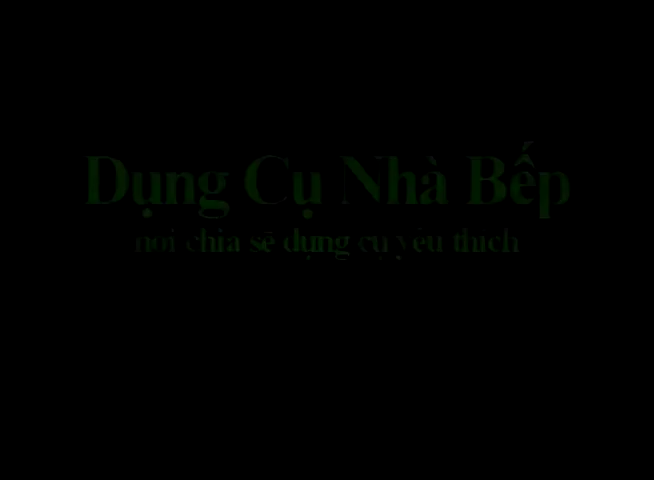 Dụng Cụ Nhà Bếp
nơi chia sẽ dụng cụ yêu thích